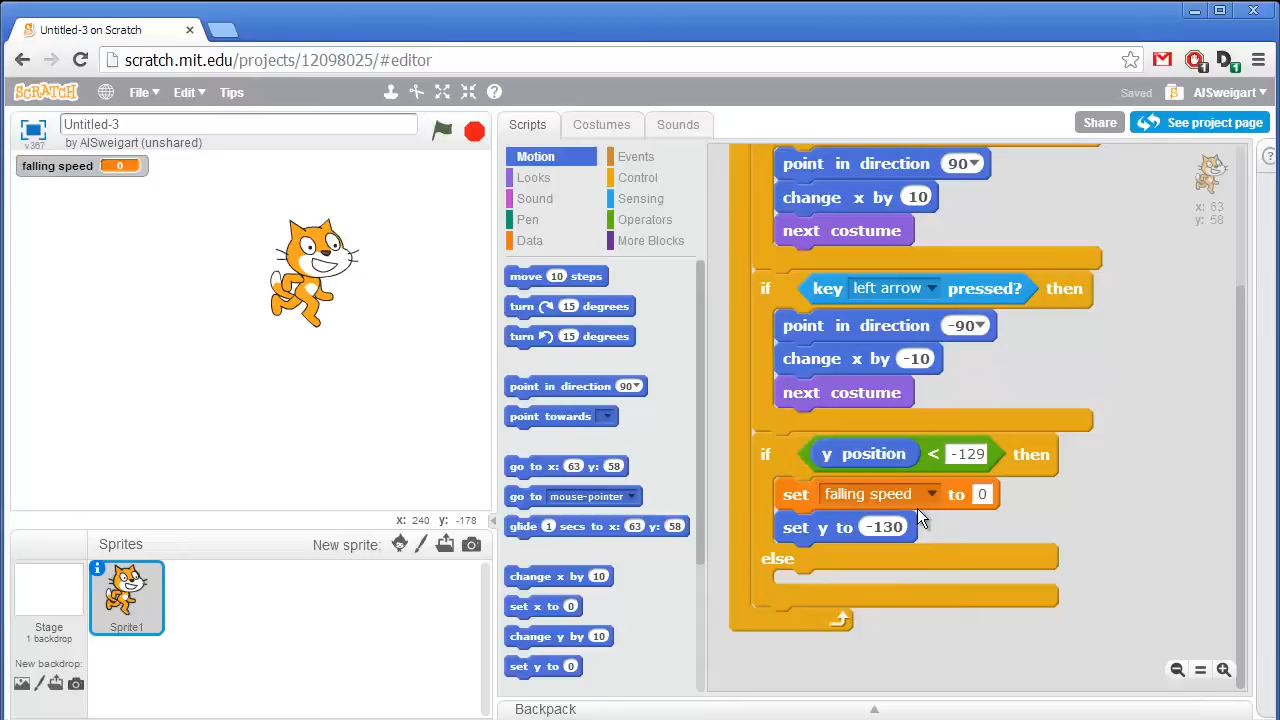 Untitled-3 on Scratch
scratch.mit.edu/projects/12098025/#editor
SCRATCH File Edit Tips Saved AlSweigart
Untitled-3
by AlSweigart (unshared)
v367
Scripts Costumes Sounds
Share See project page
falling speed 0
Motion Events
Looks Control
Sound Sensing
Pen Operators
Data More Blocks
move 10 steps
turn 15 degrees
turn 15 degrees
point in direction 90
point towards
go to x: 63 y: 58
go to mouse-pointer
glide 1 secs to x: 63 y: 58
change x by 10
set x to 0
change y by 10
set y to 0
point in direction 90
change x by 10
next costume
if key left arrow pressed? then
point in direction -90
change x by -10
next costume
if y position < -129 then
set falling speed to 0
set y to -130
else
x: 63
y: 58
x: 240 y: -178
Sprites New sprite:
Stage
1 backdrop
New backdrop:
Sprite1
Backpack